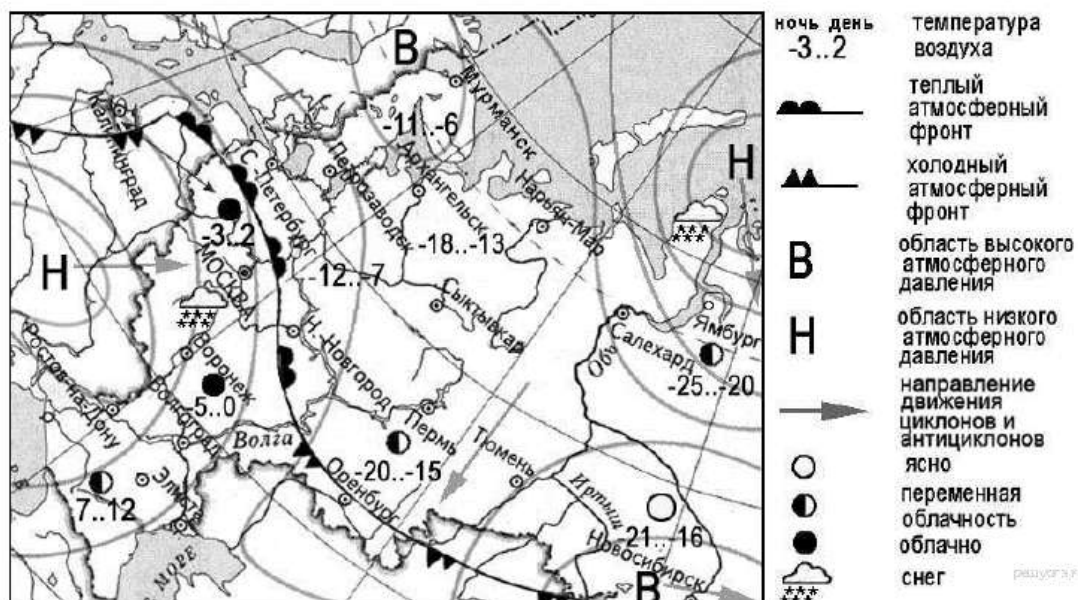 В
Мурманск
Калининград
-11..-6
С.-Петербург
Петрозаводск
Архангельск
Нарьян-Мар
Н
-3..2
-18..-13
Н
МОСКВА
-12..-7
Сыктывкар
Ямбург
Салехард
Обь
Ростов-на-Дону
Воронеж
Н. Новгород
-25..-20
-5..0
Волгоград
Волга
Пермь
Тюмень
-20..-15
Элиста
Оренбург
Иртыш
7..12
21..-16
Новосибирск
МОРЕ
В
ночь день
-3..2
температура
воздуха
теплый
атмосферный
фронт
холодный
атмосферный
фронт
В
область высокого
атмосферного
давления
Н
область низкого
атмосферного
давления
направление
движения
циклонов и
антициклонов
ясно
переменная
облачность
облачно
снег